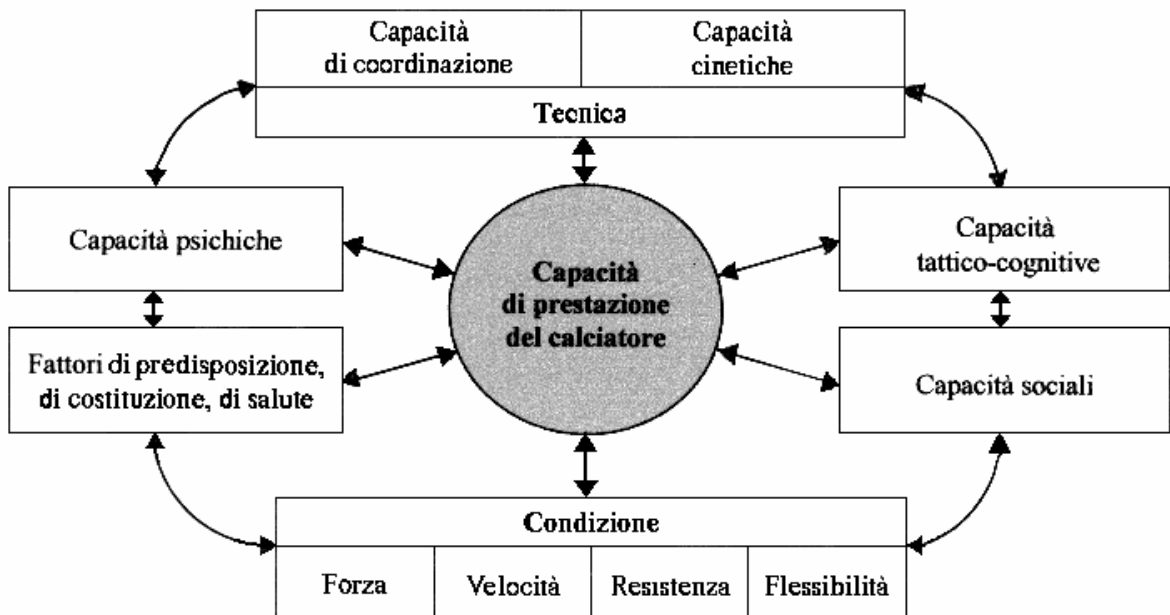 Capacità
di coordinazione
Capacità
cinetiche
Tecnica
Capacità psichiche
Capacità
di prestazione
del calciatore
Capacità
tattico-cognitive
Fattori di predisposizione,
di costituzione, di salute
Capacità sociali
Condizione
Forza
Velocità
Resistenza
Flessibilità